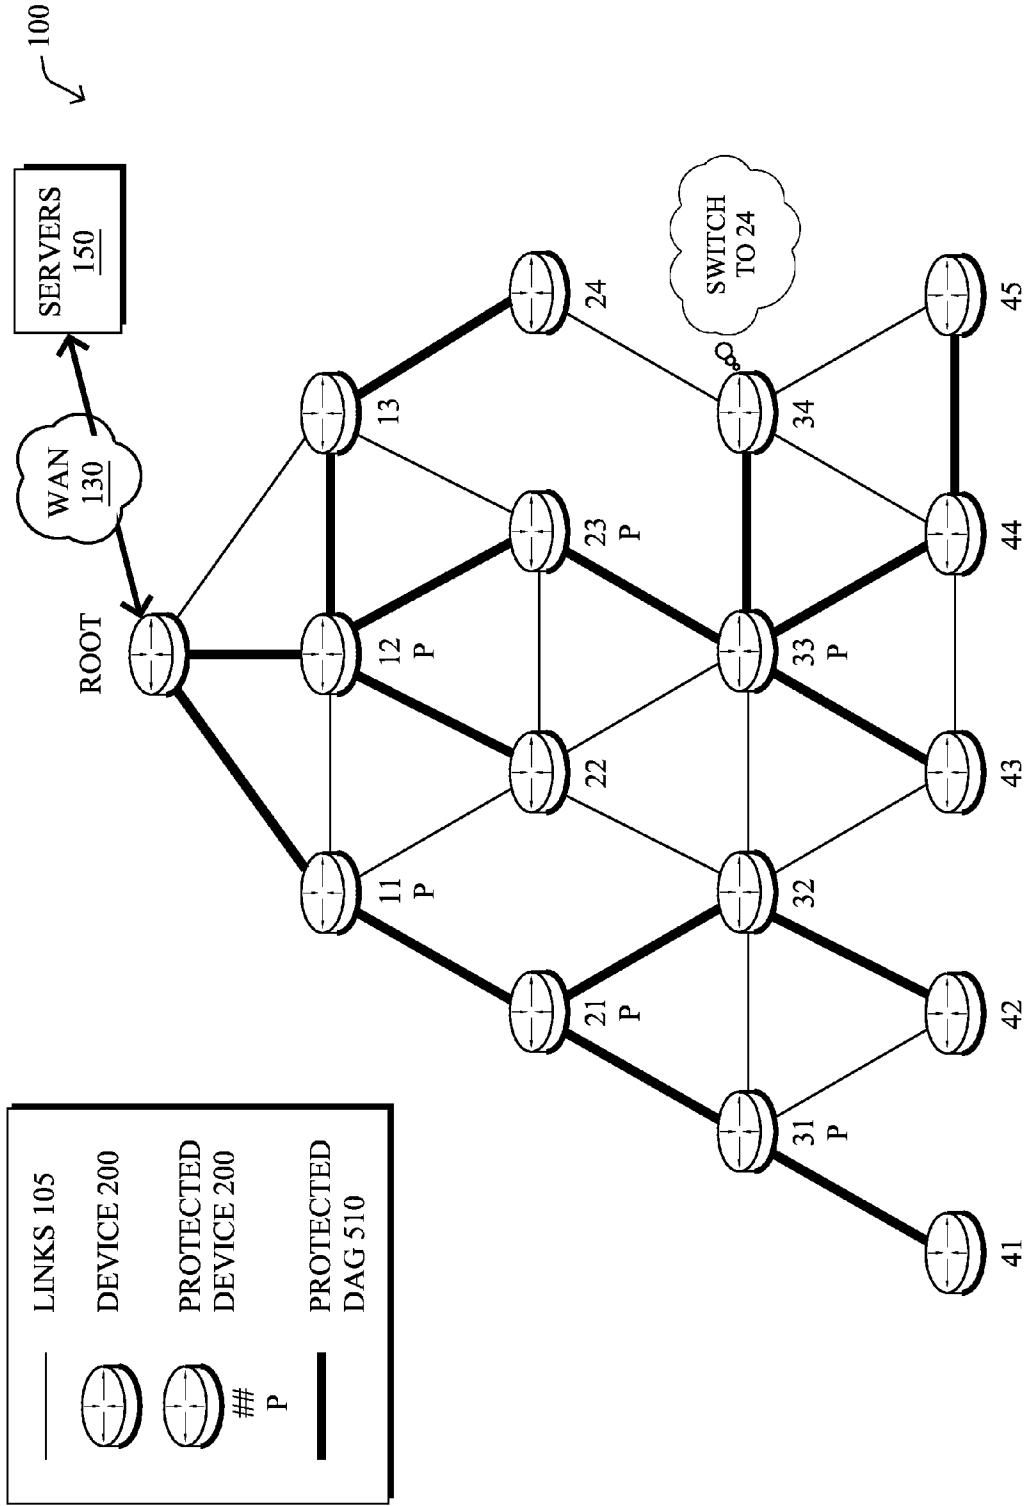 100
SERVERS
150
WAN
130
ROOT
11
P
12
P
13
21
P
22
23
P
24
SWITCH
TO 24
31
P
32
33
P
34
41
42
43
44
45
LINKS 105
DEVICE 200
##
P
PROTECTED
DEVICE 200
PROTECTED
DAG 510